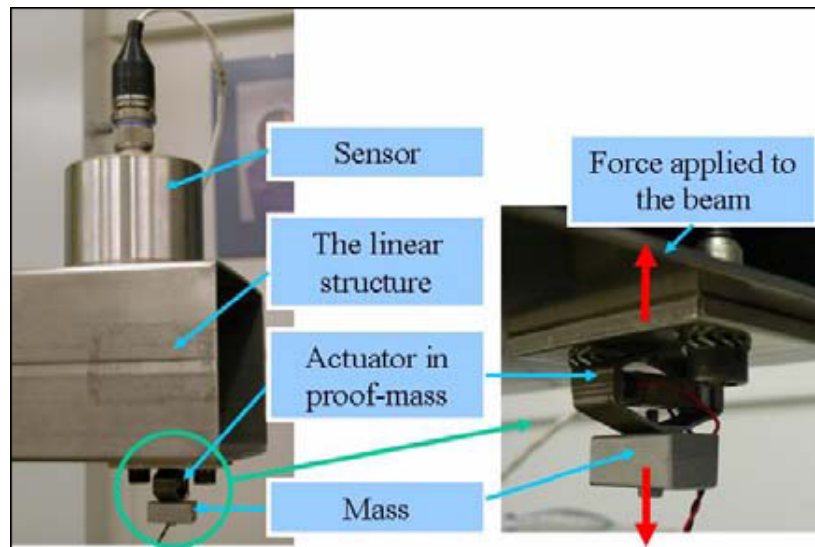 Sensor
Force applied to
the beam
The linear
structure
Actuator in
proof-mass
Mass